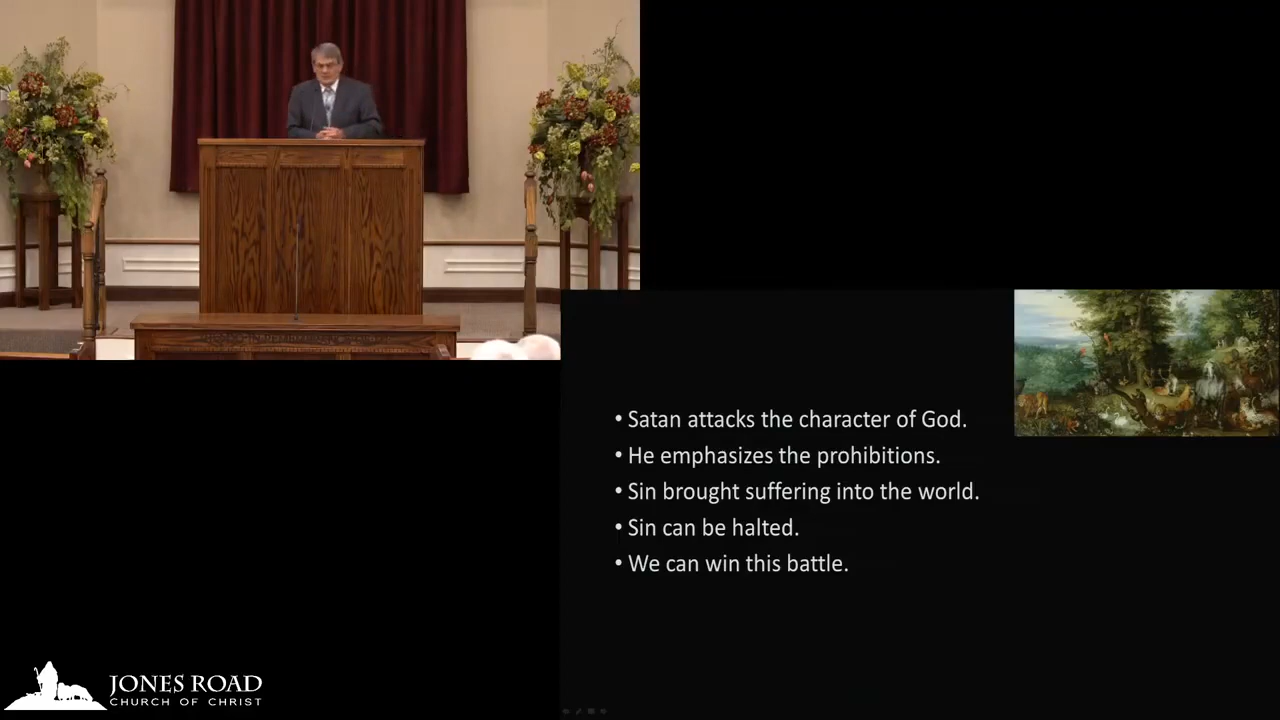 • Satan attacks the character of God.
• He emphasizes the prohibitions.
• Sin brought suffering into the world.
• Sin can be halted.
• We can win this battle.
JONES ROAD
CHURCH OF CHRIST